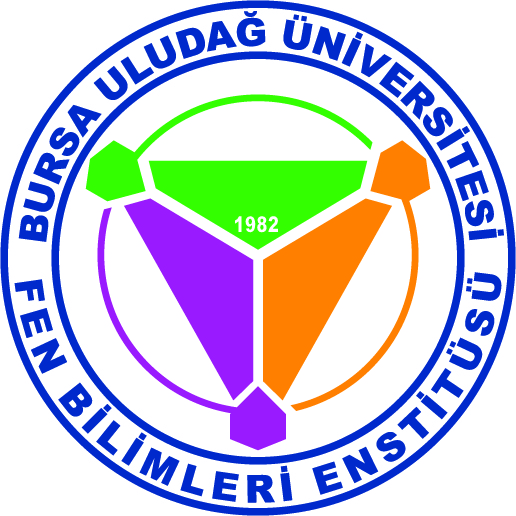 BURSA ULUDAĞ ÜNİVERSİTESİ
1982
FEN BİLİMLERİ ENSTİTÜSÜ